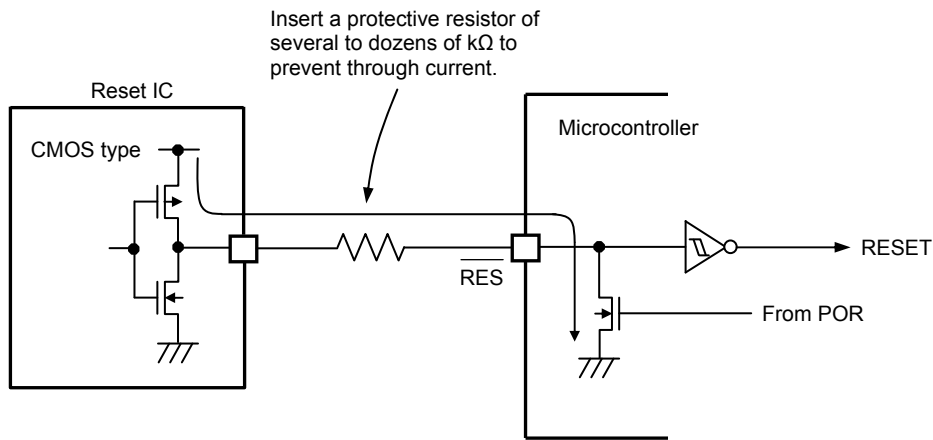 Insert a protective resistor of
several to dozens of kΩ to
prevent through current.
Reset IC
Microcontroller
CMOS type
RES
RESET
From POR